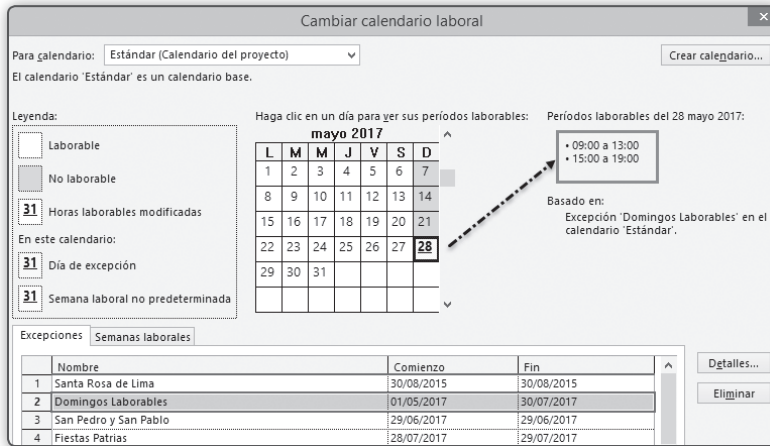 Cambiar calendario laboral
Para calendario: Estándar (Calendario del proyecto)
Crear calendario...
El calendario 'Estándar' es un calendario base.
Leyenda:
Laborable
No laborable
31 Horas laborables modificadas
En este calendario:
31 Día de excepción
31 Semana laboral no predeterminada
Haga clic en un día para ver sus períodos laborables:
mayo 2017
L M M J V S D
1 2 3 4 5 6 7
8 9 10 11 12 13 14
15 16 17 18 19 20 21
22 23 24 25 26 27 28
29 30 31
Períodos laborables del 28 mayo 2017:
• 09:00 a 13:00
• 15:00 a 19:00
Basado en:
Excepción 'Domingos Laborables' en el
calendario 'Estándar'.
Excepciones Semanas laborales
Nombre Comienzo Fin
1 Santa Rosa de Lima 30/08/2015 30/08/2015
2 Domingos Laborables 01/05/2017 30/07/2017
3 San Pedro y San Pablo 29/06/2017 29/06/2017
4 Fiestas Patrias 28/07/2017 29/07/2017
Detalles...
Eliminar